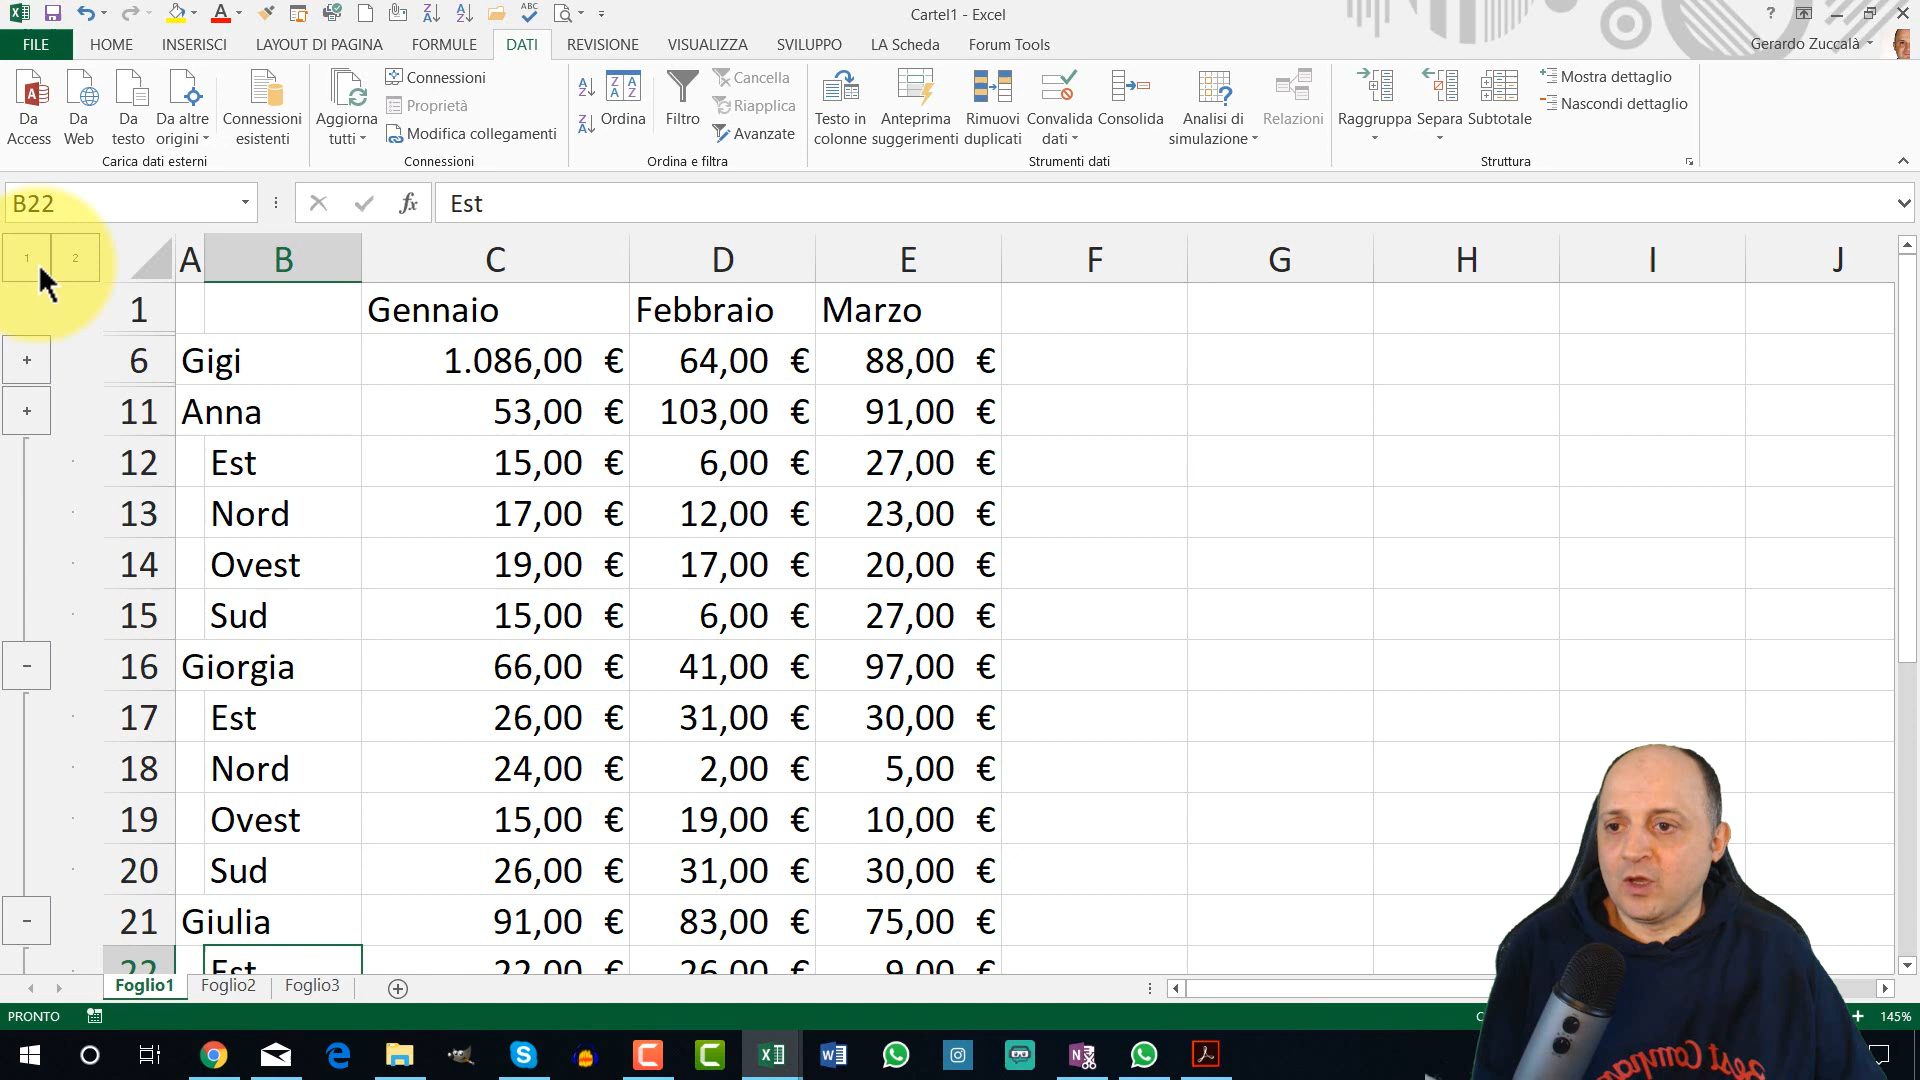 Cartel1 - Excel
?
FILE HOME INSERISCI LAYOUT DI PAGINA FORMULE DATI REVISIONE VISUALIZZA SVILUPPO LA Scheda Forum Tools Gerardo Zuccalà
Da Access
Da Web
Da testo
Da altre origini
Connessioni esistenti
Carica dati esterni
Aggiorna tutti
Connessioni
Proprietà
Modifica collegamenti
Connessioni
Ordina
Filtro
Cancella
Riapplica
Avanzate
Ordina e filtra
Testo in colonne
Anteprima suggerimenti
Rimuovi duplicati
Convalida dati
Consolida
Analisi di simulazione
Relazioni
Strumenti dati
Raggruppa
Separa
Subtotale
Mostra dettaglio
Nascondi dettaglio
Struttura
B22 fx Est
1 2 A B C D E F G H I J
1 Gennaio Febbraio Marzo
+ 6 Gigi 1.086,00 € 64,00 € 88,00 €
+ 11 Anna 53,00 € 103,00 € 91,00 €
12 Est 15,00 € 6,00 € 27,00 €
13 Nord 17,00 € 12,00 € 23,00 €
14 Ovest 19,00 € 17,00 € 20,00 €
15 Sud 15,00 € 6,00 € 27,00 €
- 16 Giorgia 66,00 € 41,00 € 97,00 €
17 Est 26,00 € 31,00 € 30,00 €
18 Nord 24,00 € 2,00 € 5,00 €
19 Ovest 15,00 € 19,00 € 10,00 €
20 Sud 26,00 € 31,00 € 30,00 €
- 21 Giulia 91,00 € 83,00 € 75,00 €
22 Est 22,00 € 26,00 € 9,00 €
Foglio1 Foglio2 Foglio3
PRONTO + 145%